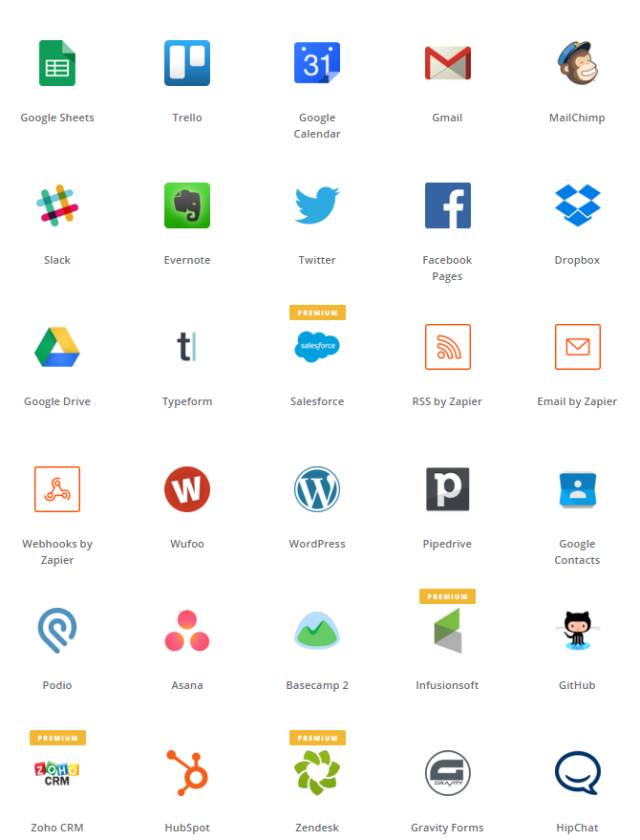 31
Google Sheets
Trello
Google
Calendar
Gmail
MailChimp
Slack
Evernote
Twitter
Facebook
Pages
Dropbox
PREMIUM
t
salesforce
Google Drive
Typeform
Salesforce
RSS by Zapier
Email by Zapier
W
W
p
Webhooks by
Zapier
Wufoo
WordPress
Pipedrive
Google
Contacts
PREMIUM
Podio
Asana
Basecamp 2
Infusionsoft
GitHub
PREMIUM
PREMIUM
ZOHO
CRM
G
GRAVITY
Zoho CRM
HubSpot
Zendesk
Gravity Forms
HipChat